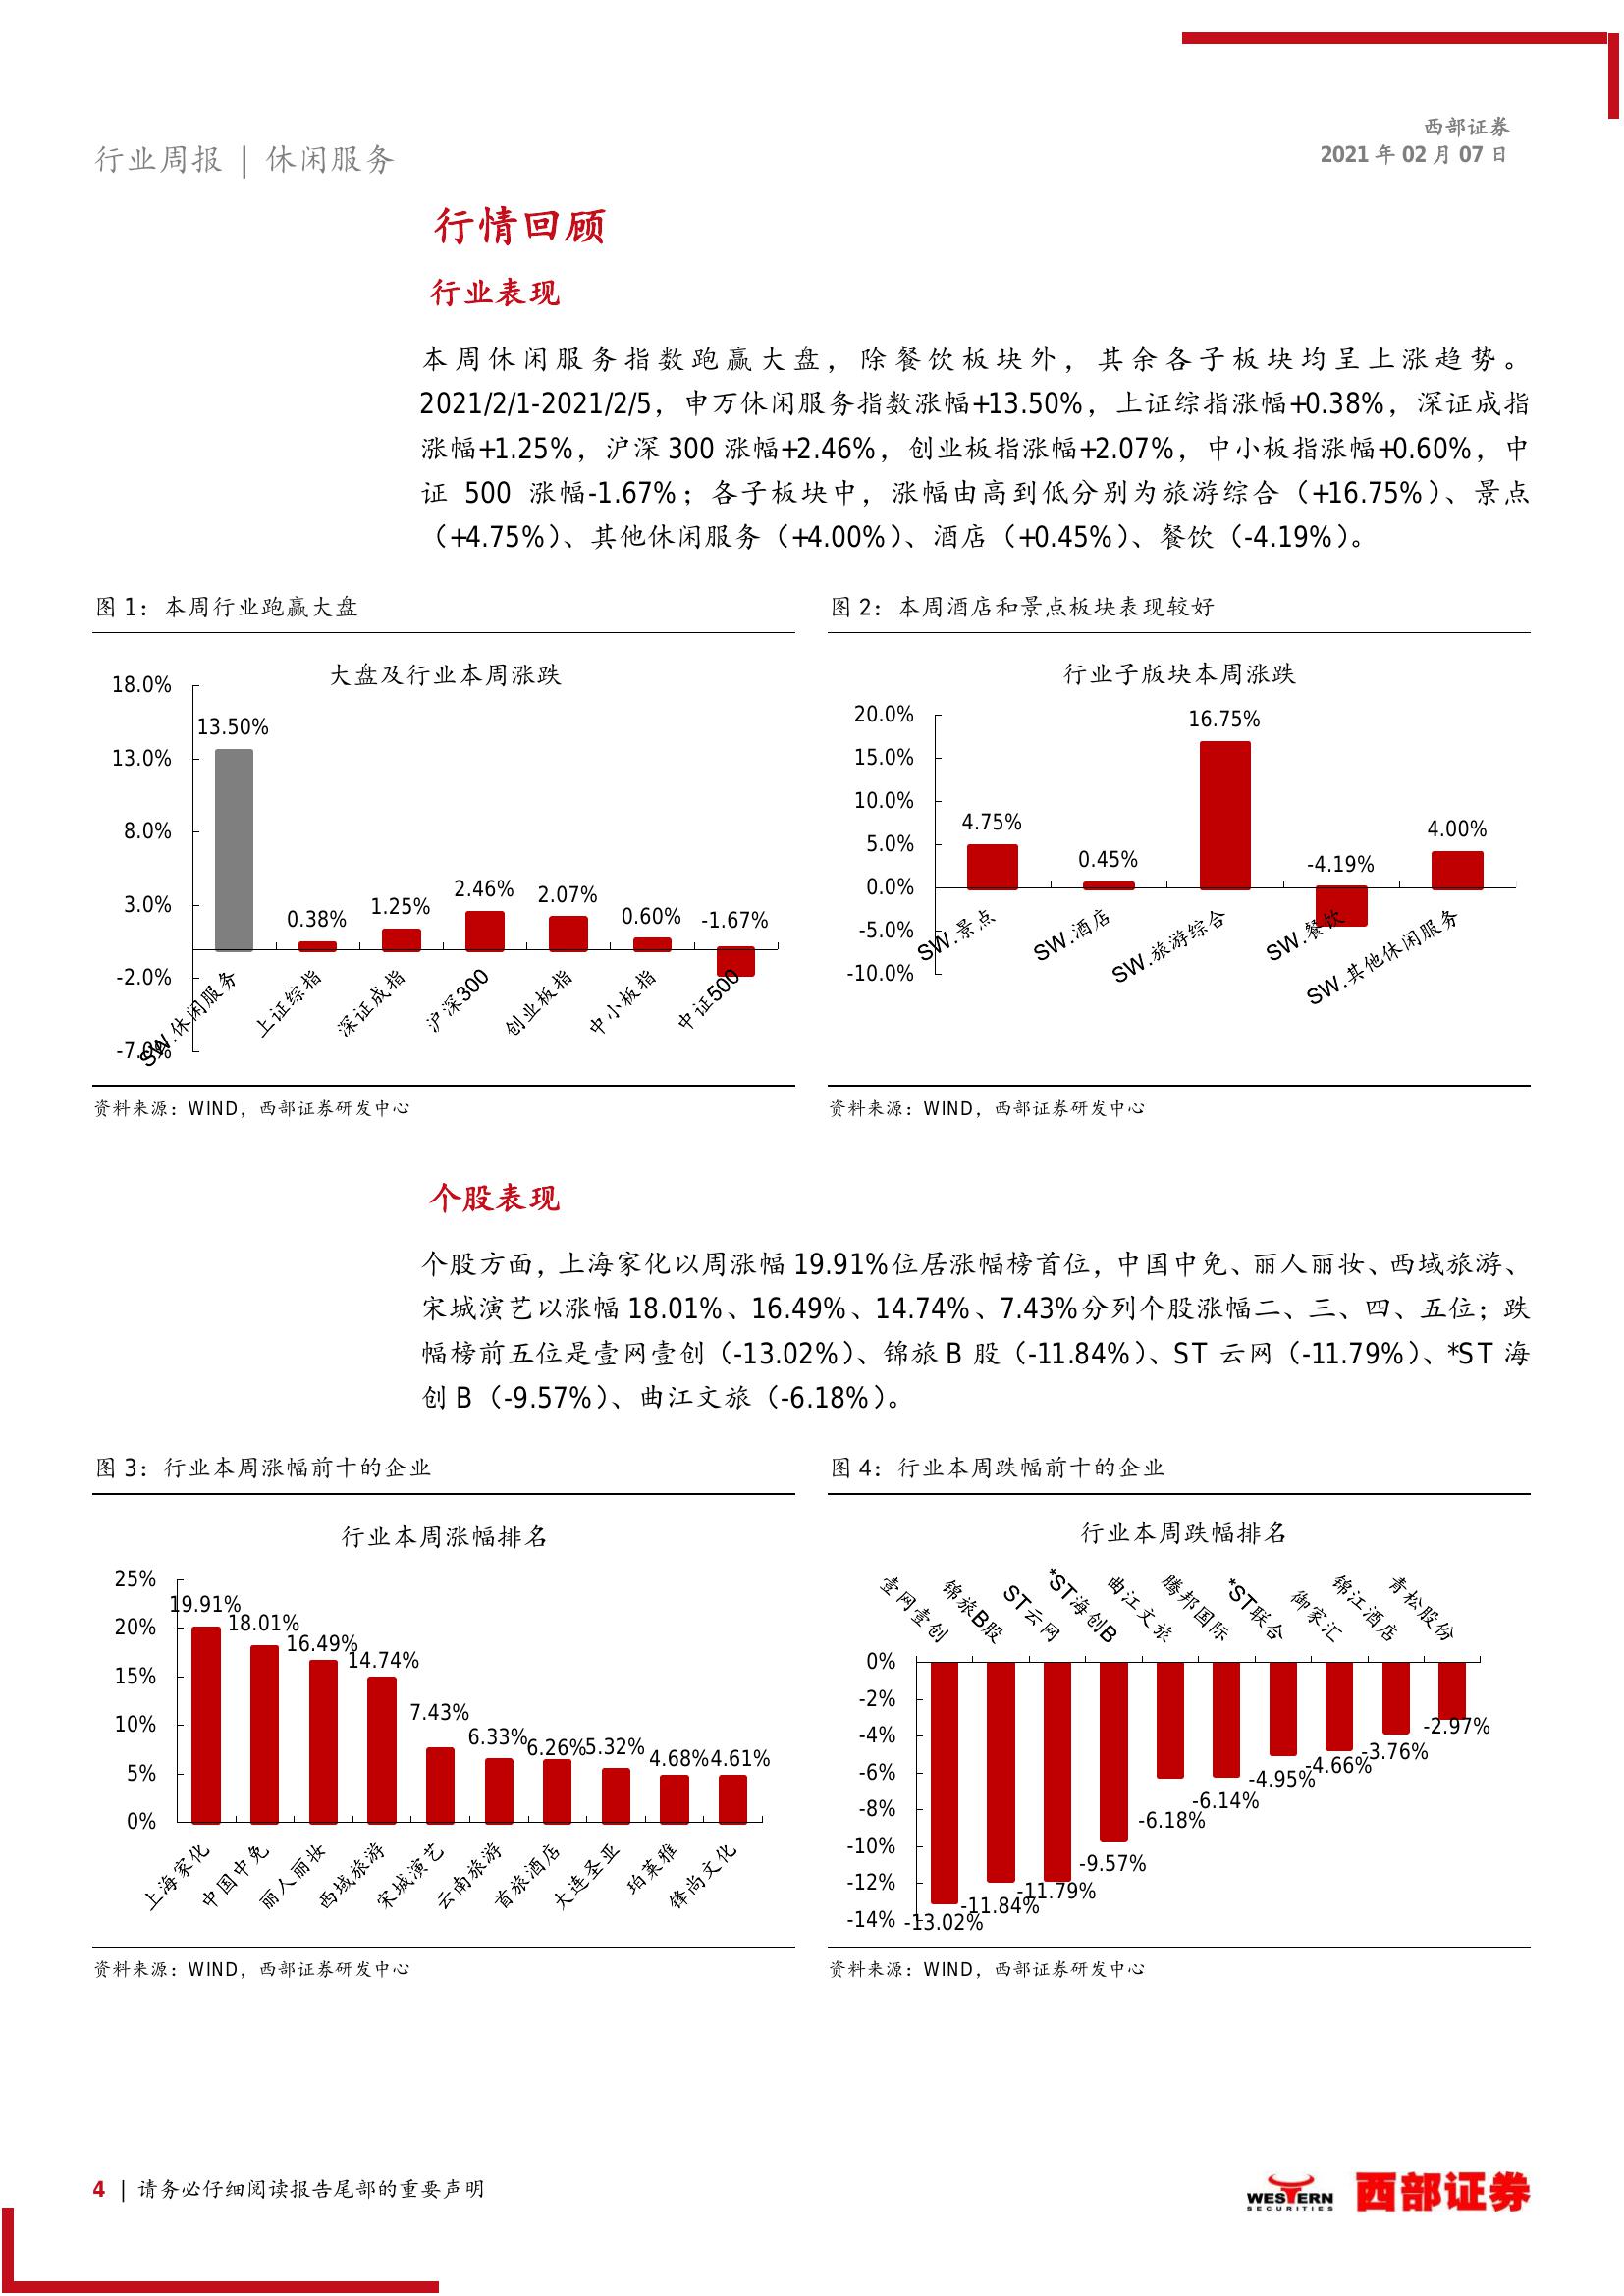 西部证券
2021 年 02 月 07 日
行业周报 | 休闲服务
行情回顾
行业表现
本周休闲服务指数跑赢大盘，除餐饮板块外，其余各子板块均呈上涨趋势。
2021/2/1-2021/2/5，申万休闲服务指数涨幅+13.50%，上证综指涨幅+0.38%，深证成指
涨幅+1.25%，沪深 300 涨幅+2.46%，创业板指涨幅+2.07%，中小板指涨幅+0.60%，中
证 500 涨幅-1.67%；各子板块中，涨幅由高到低分别为旅游综合（+16.75%）、景点
（+4.75%）、其他休闲服务（+4.00%）、酒店（+0.45%）、餐饮（-4.19%）。
图 1：本周行业跑赢大盘
大盘及行业本周涨跌
18.0%
13.0%
8.0%
3.0%
-2.0%
-7.0%
13.50%
0.38%
1.25%
2.46%
2.07%
0.60%
-1.67%
SW.休闲服务
上证综指
深证成指
沪深300
创业板指
中小板指
中证500
资料来源：WIND，西部证券研发中心
图 2：本周酒店和景点板块表现较好
行业子版块本周涨跌
20.0%
15.0%
10.0%
5.0%
0.0%
-5.0%
-10.0%
4.75%
0.45%
16.75%
-4.19%
4.00%
SW.景点
SW.酒店
SW.旅游综合
SW.餐饮
SW.其他休闲服务
资料来源：WIND，西部证券研发中心
个股表现
个股方面，上海家化以周涨幅 19.91%位居涨幅榜首位，中国中免、丽人丽妆、西域旅游、
宋城演艺以涨幅 18.01%、16.49%、14.74%、7.43%分列个股涨幅二、三、四、五位；跌
幅榜前五位是壹网壹创（-13.02%）、锦旅 B 股（-11.84%）、ST 云网（-11.79%）、*ST 海
创 B（-9.57%）、曲江文旅（-6.18%）。
图 3：行业本周涨幅前十的企业
行业本周涨幅排名
25%
20%
15%
10%
5%
0%
19.91%
18.01%
16.49%
14.74%
7.43%
6.33%
6.26%
5.32%
4.68%
4.61%
上海家化
中国中免
丽人丽妆
西域旅游
宋城演艺
云南旅游
首旅酒店
大连圣亚
珀莱雅
锋尚文化
资料来源：WIND，西部证券研发中心
图 4：行业本周跌幅前十的企业
行业本周跌幅排名
壹网壹创
锦旅B股
ST云网
*ST海创B
曲江文旅
腾邦国际
*ST联合
御家汇
锦江酒店
青松股份
0%
-2%
-4%
-6%
-8%
-10%
-12%
-14%
-13.02%
-11.84%
-11.79%
-9.57%
-6.18%
-6.14%
-4.95%
-4.66%
-3.76%
-2.97%
资料来源：WIND，西部证券研发中心
4 | 请务必仔细阅读报告尾部的重要声明
WESTERN
SECURITIES
西部证券